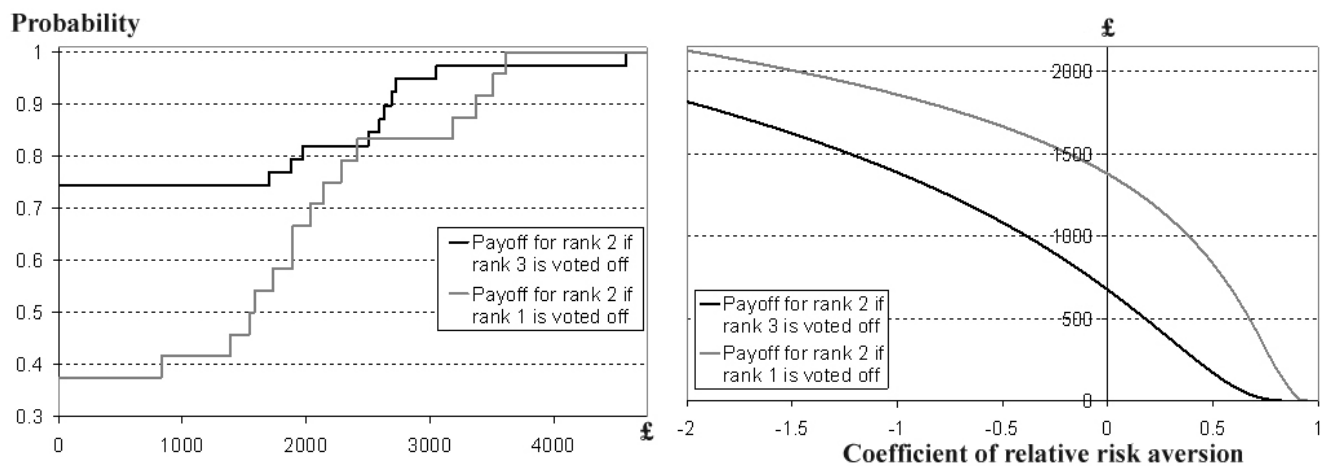 Probability
1
0.9
0.8
0.7
0.6
0.5
0.4
0.3
0
1000
2000
3000
4000
£
Payoff for rank 2 if
rank 3 is voted off
Payoff for rank 2 if
rank 1 is voted off
£
2000
1500
1000
500
0
Payoff for rank 2 if
rank 3 is voted off
Payoff for rank 2 if
rank 1 is voted off
-2
-1.5
-1
-0.5
0
0.5
1
Coefficient of relative risk aversion